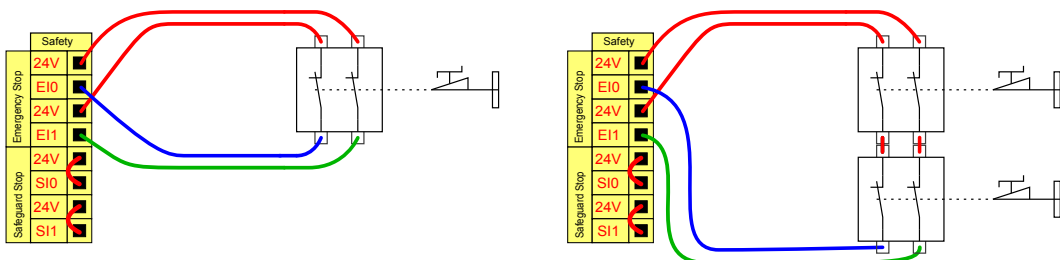 Safety
Emergency Stop
24V
EI0
24V
EI1
Safeguard Stop
24V
SI0
24V
SI1
Safety
Emergency Stop
24V
EI0
24V
EI1
Safeguard Stop
24V
SI0
24V
SI1